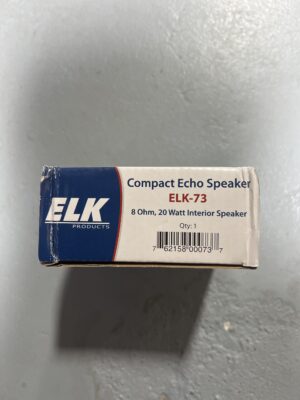 Compact Echo Speaker
ELK-73
8 Ohm, 20 Watt Interior Speaker
Qty: 1
7 62158 00073 7
ELK
PRODUCTS